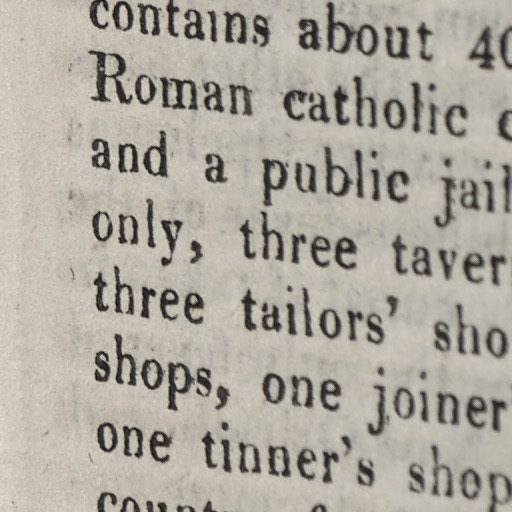 contains about 40
Roman catholic c
and a public jail
only, three taver
three tailors' sho
shops, one joiner'
one tinner's shop